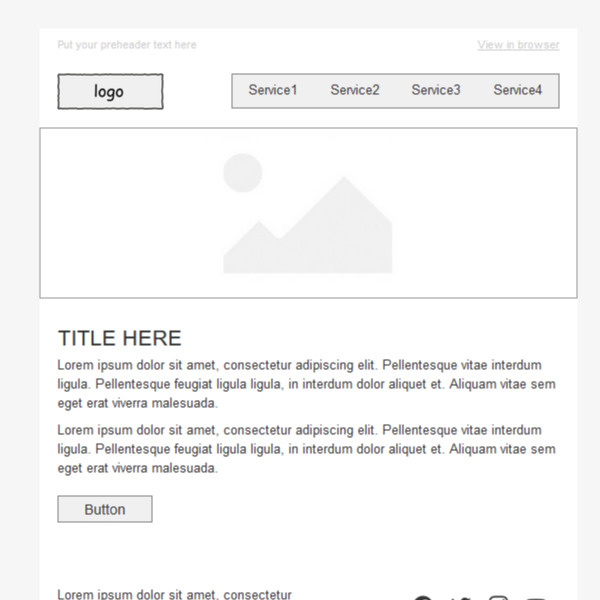 Put your preheader text here
View in browser
logo
Service1 Service2 Service3 Service4
TITLE HERE
Lorem ipsum dolor sit amet, consectetur adipiscing elit. Pellentesque vitae interdum
ligula. Pellentesque feugiat ligula ligula, in interdum dolor aliquet et. Aliquam vitae sem
eget erat viverra malesuada.
Lorem ipsum dolor sit amet, consectetur adipiscing elit. Pellentesque vitae interdum
ligula. Pellentesque feugiat ligula ligula, in interdum dolor aliquet et. Aliquam vitae sem
eget erat viverra malesuada.
Button
Lorem ipsum dolor sit amet, consectetur